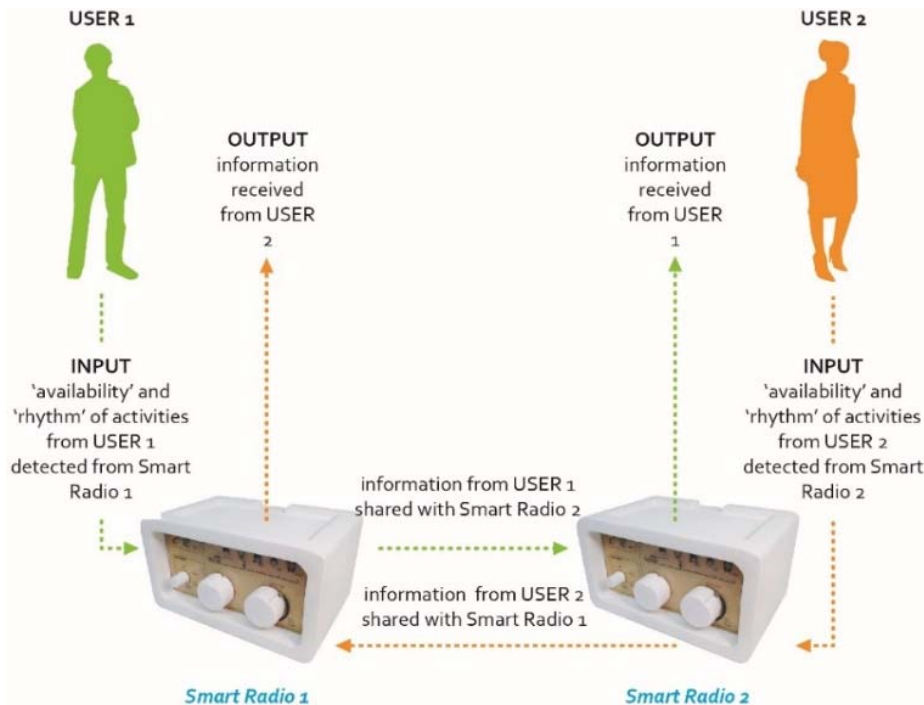 USER 1
USER 2
OUTPUT
information
received
from USER
2
OUTPUT
information
received
from USER
1
INPUT
‘availability’ and
‘rhythm’ of activities
from USER 1
detected from Smart
Radio 1
INPUT
‘availability’ and
‘rhythm’ of activities
from USER 2
detected from Smart
Radio 2
information from USER 1
shared with Smart Radio 2
information from USER 2
shared with Smart Radio 1
Smart Radio 1
Smart Radio 2